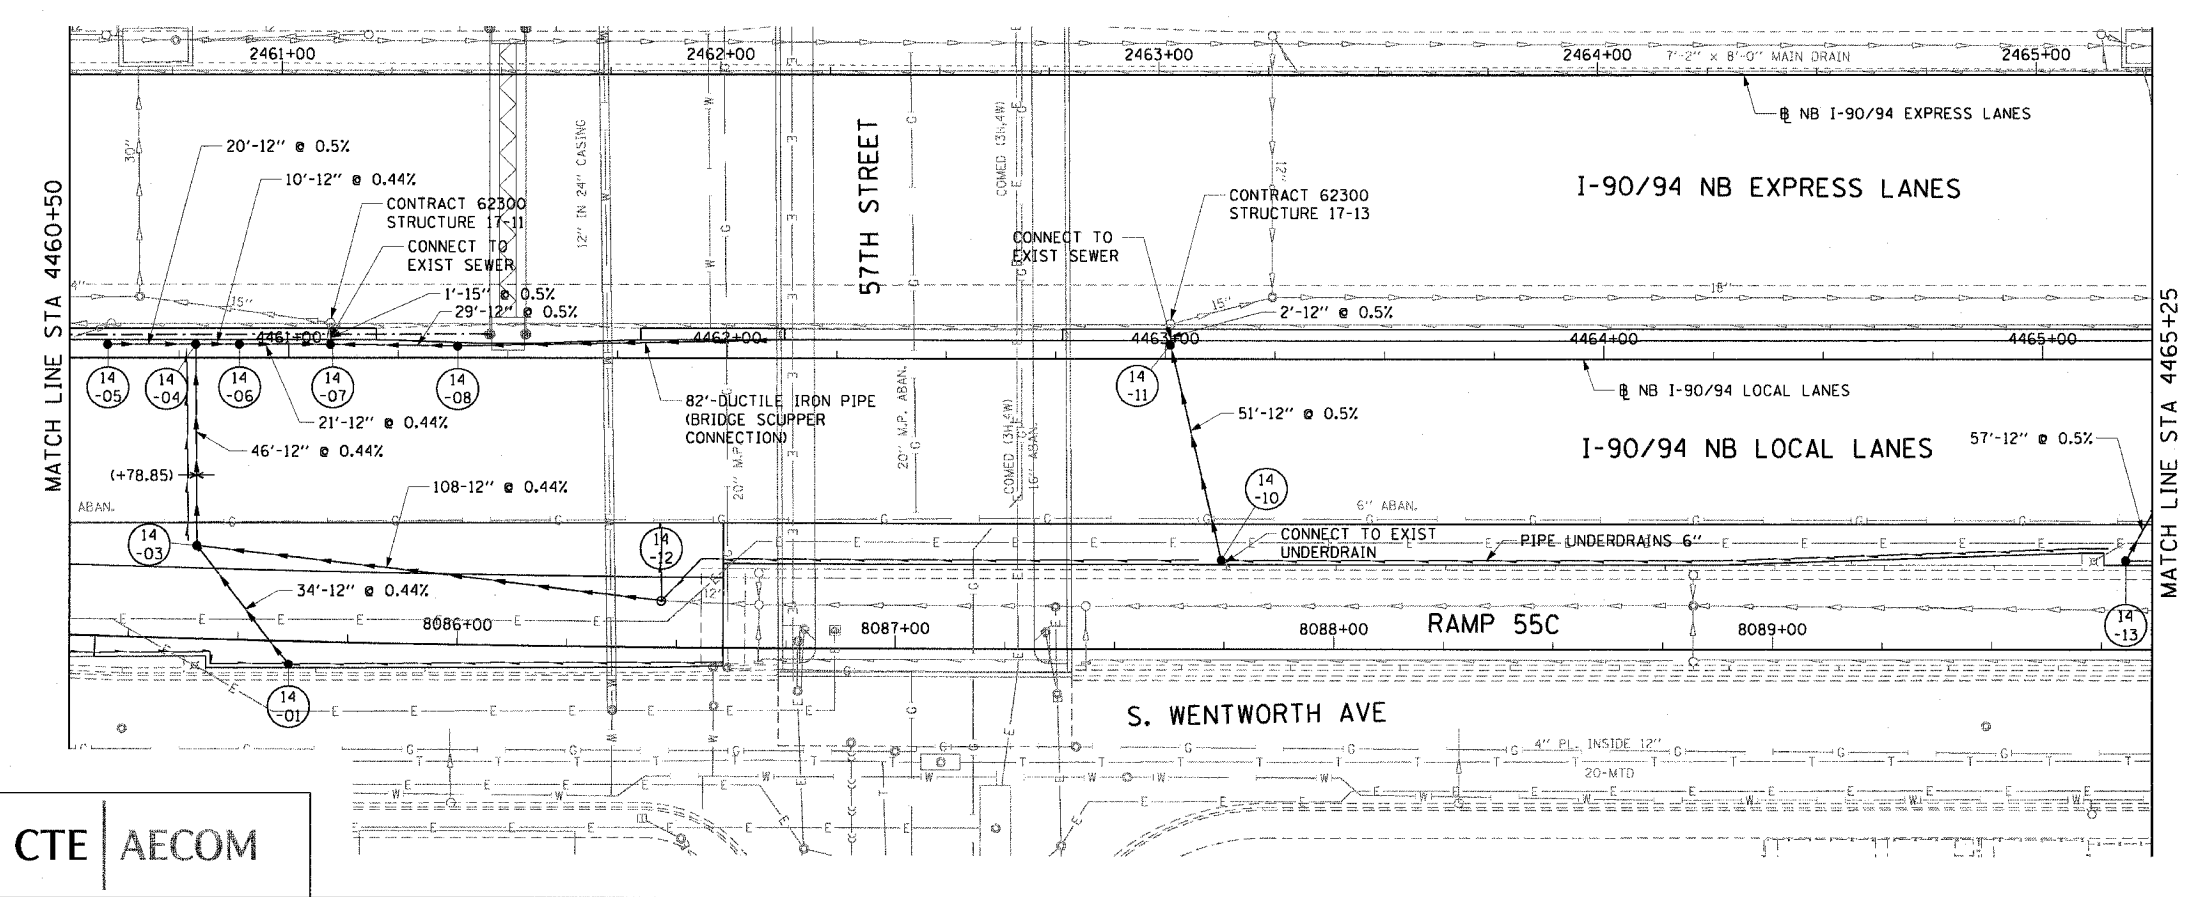 2461+00
2462+00
2463+00
2464+00
2465+00
7'-2" x 8'-0" MAIN DRAIN
℄ NB I-90/94 EXPRESS LANES
I-90/94 NB EXPRESS LANES
MATCH LINE STA 4460+50
30"
20'-12" @ 0.5%
10'-12" @ 0.44%
CONTRACT 62300
STRUCTURE 17-11
CONNECT TO
EXIST SEWER
1'-15" @ 0.5%
29'-12" @ 0.5%
15"
12" IN 24" CASING
57TH STREET
COMED (3H,4W)
12"
CONTRACT 62300
STRUCTURE 17-13
CONNECT TO
EXIST SEWER
15"
2'-12" @ 0.5%
18"
4461+00
4462+00
4463+00
4464+00
4465+00
14
-05
14
-04
14
-06
14
-07
14
-08
14
-11
21'-12" @ 0.44%
46'-12" @ 0.44%
(+78.85)
108-12" @ 0.44%
82'-DUCTILE IRON PIPE
(BRIDGE SCUPPER
CONNECTION)
20" M.P.
20" M.P. ABAN.
COMED (3H,4W)
16" ABAN.
51'-12" @ 0.5%
℄ NB I-90/94 LOCAL LANES
I-90/94 NB LOCAL LANES
57'-12" @ 0.5%
MATCH LINE STA 4465+25
ABAN.
6" ABAN.
14
-03
14
-12
14
-10
CONNECT TO EXIST
UNDERDRAIN
PIPE UNDERDRAINS 6"
34'-12" @ 0.44%
12"
8086+00
8087+00
8088+00
RAMP 55C
8089+00
14
-13
14
-01
S. WENTWORTH AVE
4" PL. INSIDE 12"
20-MTD
CTE | AECOM